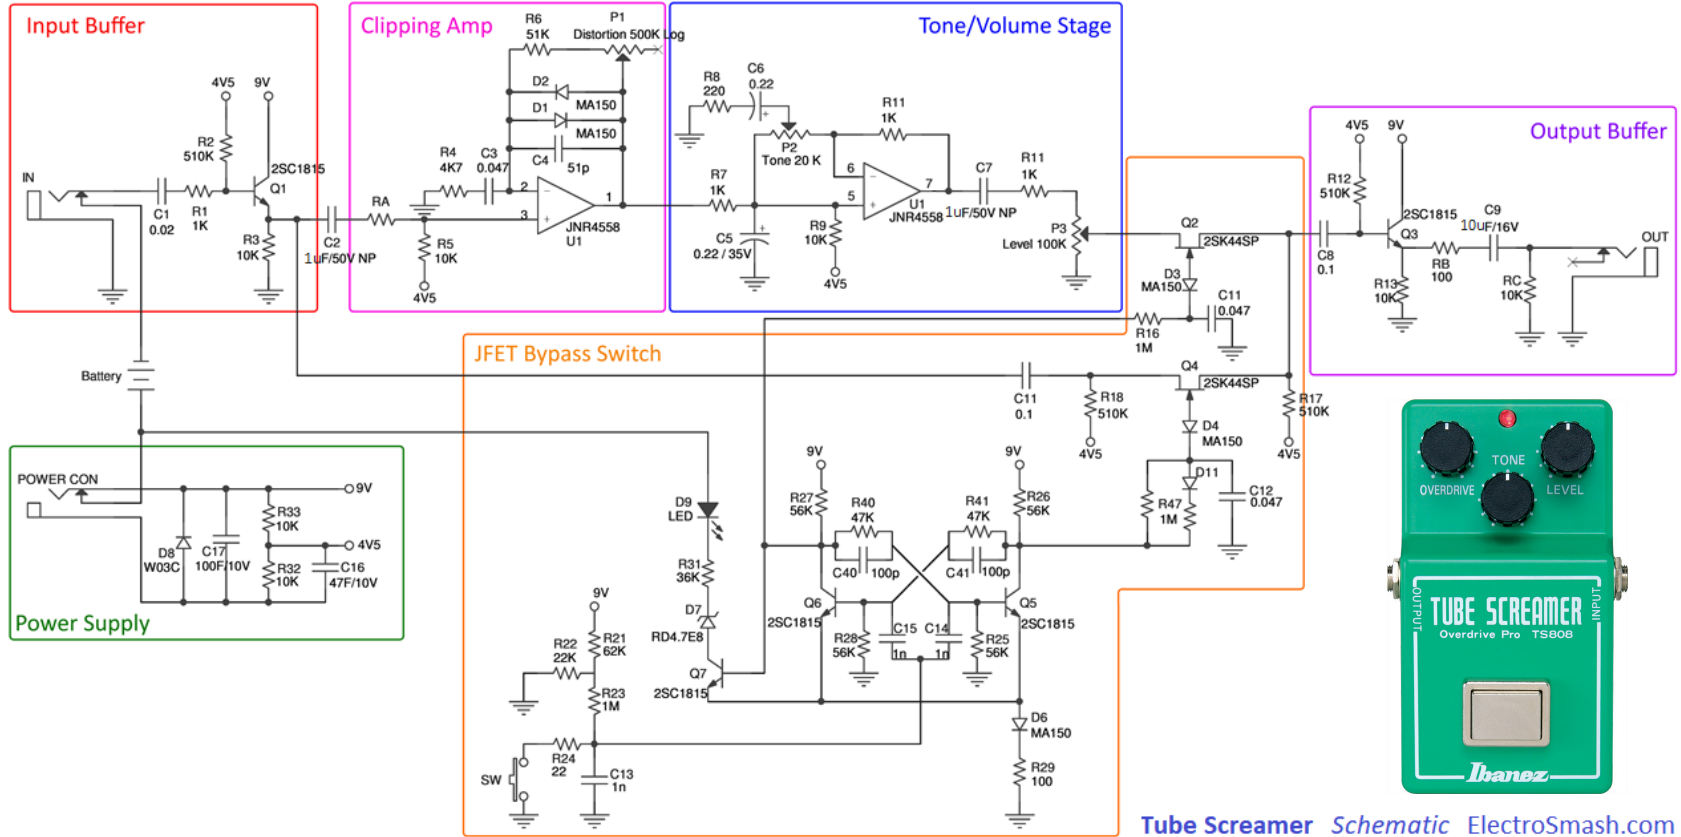 Input Buffer
4V5
9V
R2
510K
2SC1815
Q1
IN
C1
0.02
R1
1K
R3
10K
C2
1uF/50V NP
Clipping Amp
R6
51K
P1
Distortion 500K Log
D2
MA150
D1
MA150
C4
51p
R4
4K7
C3
0.047
RA
2
3
1
JNR4558
U1
R5
10K
4V5
Tone/Volume Stage
R8
220
C6
0.22
+
P2
Tone 20 K
R11
1K
R7
1K
6
5
7
U1
JNR4558
C5
0.22 / 35V
+
R9
10K
4V5
C7
1uF/50V NP
R11
1K
P3
Level 100K
Q2
2SK44SP
D3
MA150
C11
0.047
R16
1M
Output Buffer
4V5
9V
R12
510K
2SC1815
Q3
C8
0.1
R13
10K
RB
100
C9
10uF/16V
RC
10K
OUT
JFET Bypass Switch
C11
0.1
R18
510K
4V5
Q4
2SK44SP
R17
510K
4V5
D4
MA150
D11
R47
1M
C12
0.047
Battery
Power Supply
POWER CON
9V
R33
10K
4V5
D8
W03C
C17
100F/10V
R32
10K
C16
47F/10V
D9
LED
R31
36K
D7
RD4.7E8
Q7
2SC1815
9V
R27
56K
R40
47K
C40
100p
R41
47K
C41
100p
9V
R26
56K
Q6
2SC1815
Q5
2SC1815
R28
56K
C15
1n
C14
1n
R25
56K
9V
R21
62K
R22
22K
R23
1M
R24
22
SW
C13
1n
D6
MA150
R29
100
OVERDRIVE
TONE
LEVEL
OUTPUT
INPUT
TUBE SCREAMER
Overdrive Pro TS808
Ibanez
Tube Screamer Schematic ElectroSmash.com